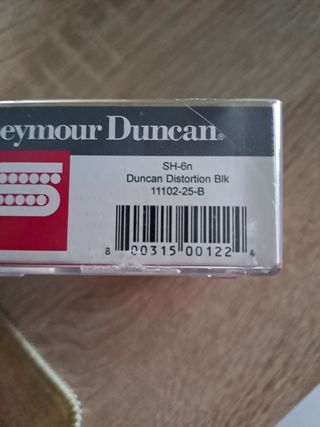 eymour Duncan®
SH-6n
Duncan Distortion Blk
11102-25-B
8 00315 00122 4